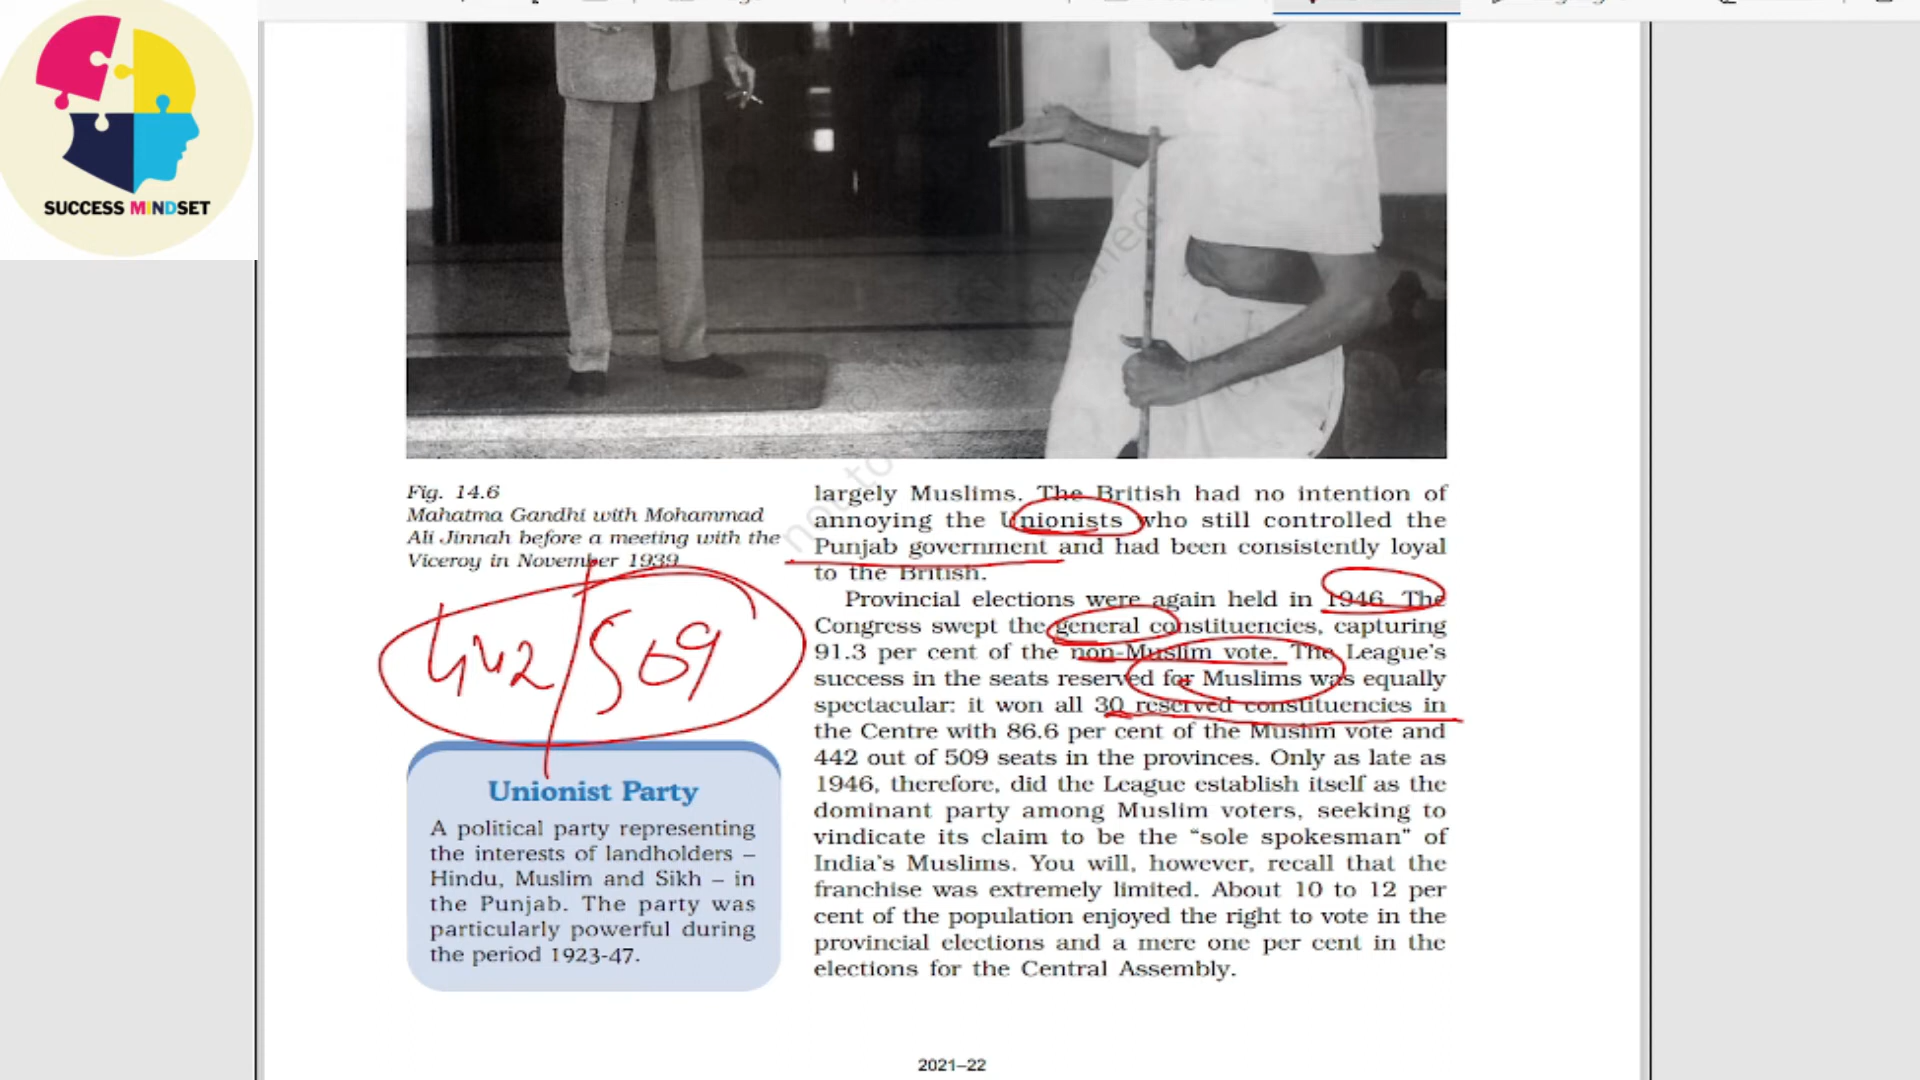 SUCCESS MINDSET
Fig. 14.6
Mahatma Gandhi with Mohammad
Ali Jinnah before a meeting with the
Viceroy in November 1939
442/509
Unionist Party
A political party representing
the interests of landholders –
Hindu, Muslim and Sikh – in
the Punjab. The party was
particularly powerful during
the period 1923-47.
largely Muslims. The British had no intention of
annoying the Unionists who still controlled the
Punjab government and had been consistently loyal
to the British.
Provincial elections were again held in 1946. The
Congress swept the general constituencies, capturing
91.3 per cent of the non-Muslim vote. The League's
success in the seats reserved for Muslims was equally
spectacular: it won all 30 reserved constituencies in
the Centre with 86.6 per cent of the Muslim vote and
442 out of 509 seats in the provinces. Only as late as
1946, therefore, did the League establish itself as the
dominant party among Muslim voters, seeking to
vindicate its claim to be the “sole spokesman” of
India's Muslims. You will, however, recall that the
franchise was extremely limited. About 10 to 12 per
cent of the population enjoyed the right to vote in the
provincial elections and a mere one per cent in the
elections for the Central Assembly.
2021–22